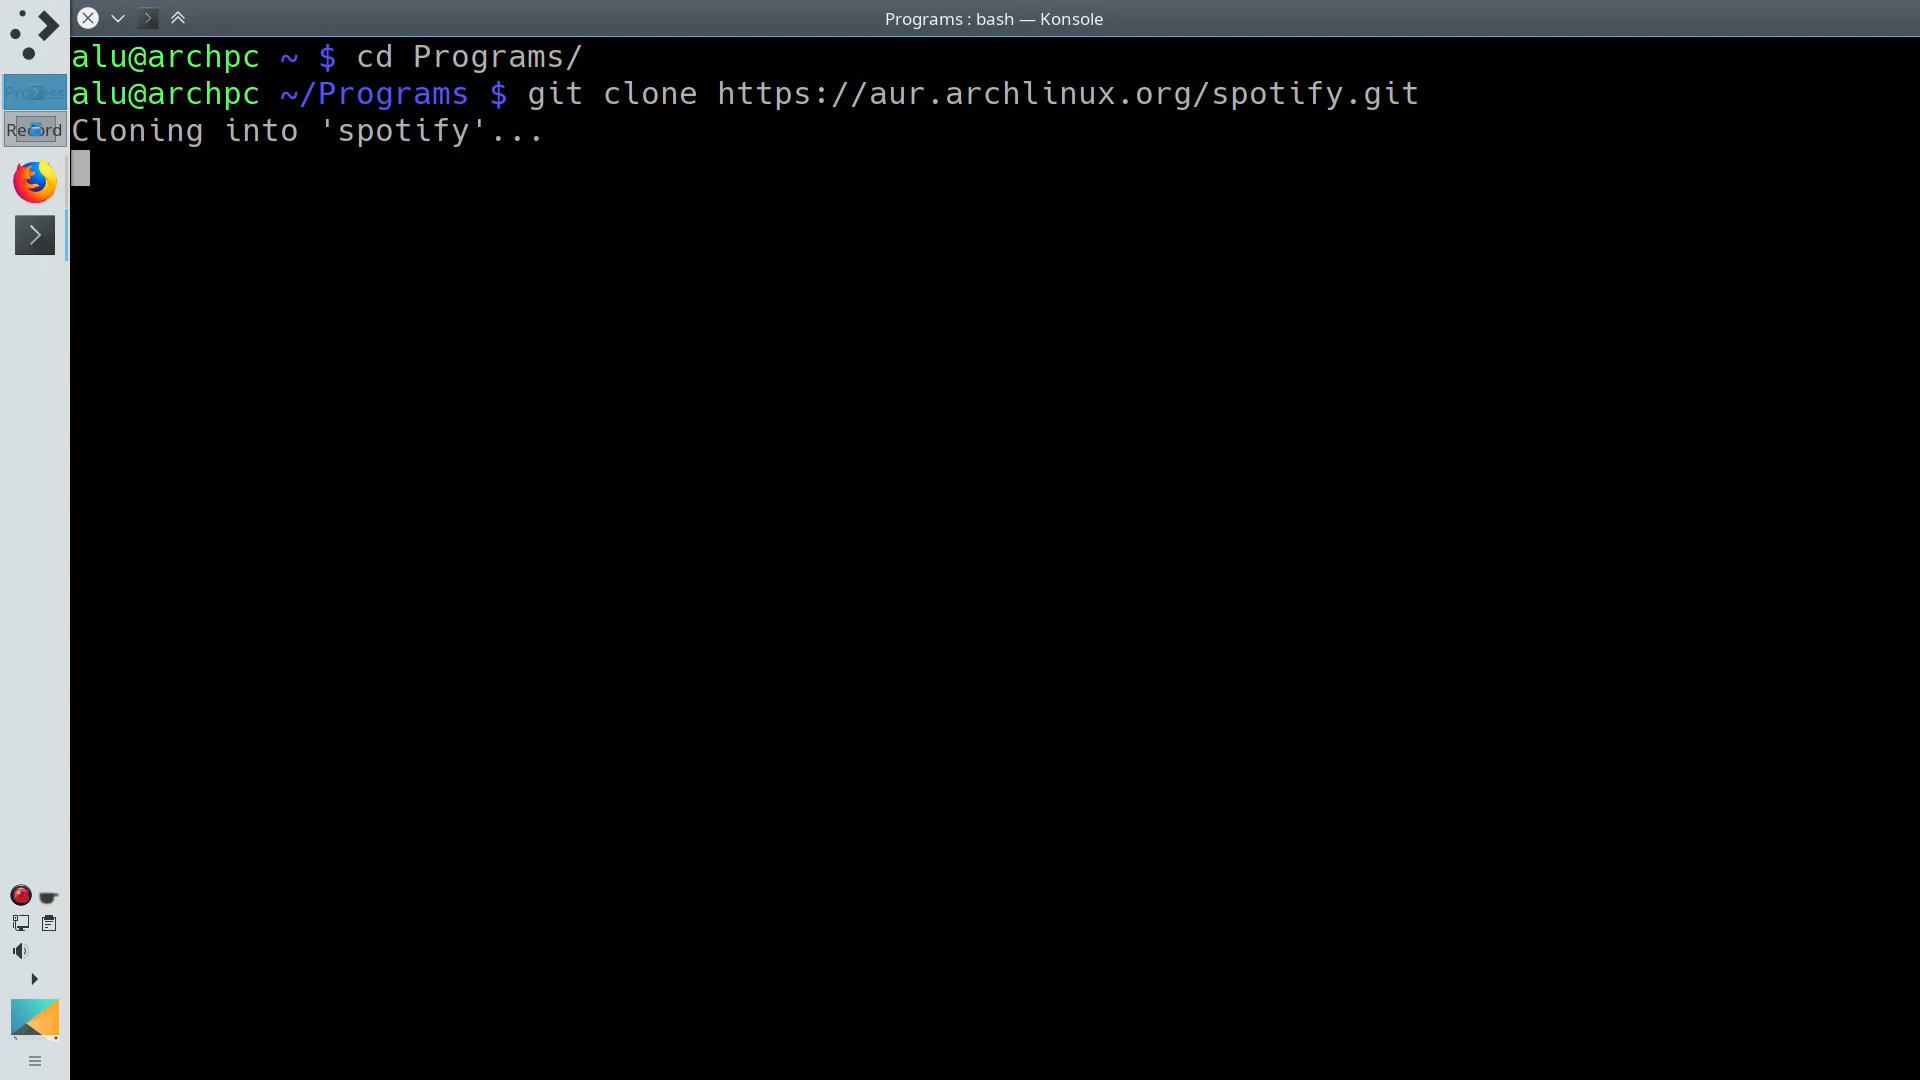 Programs : bash — Konsole
alu@archpc ~ $ cd Programs/
alu@archpc ~/Programs $ git clone https://aur.archlinux.org/spotify.git
Cloning into 'spotify'...